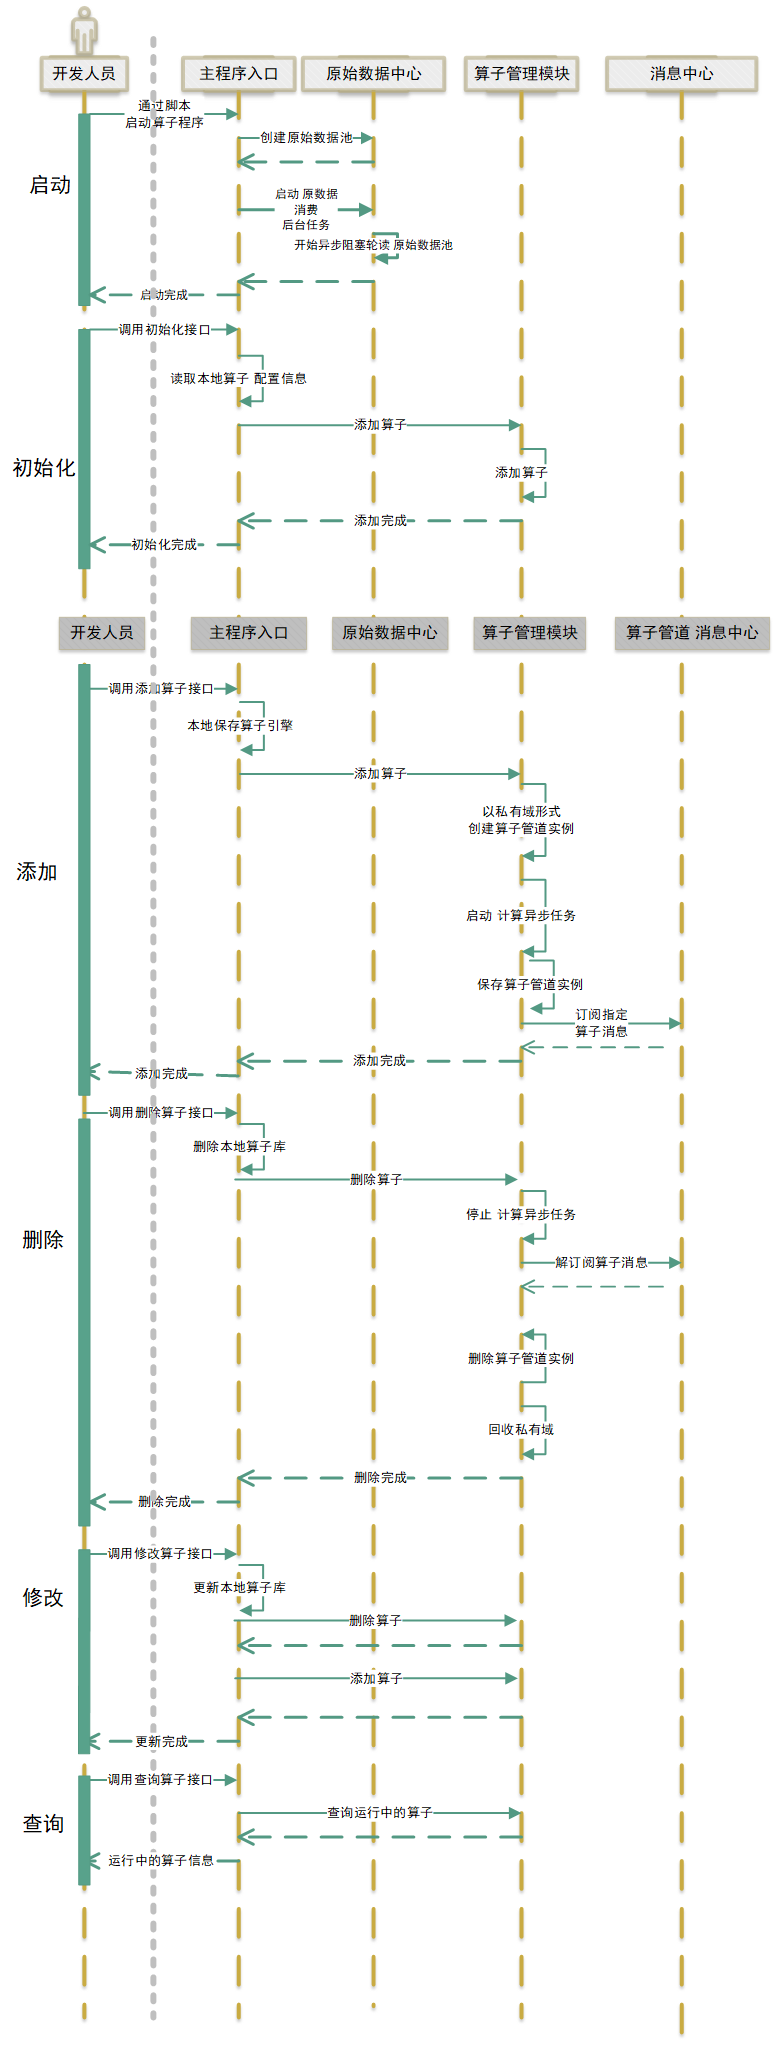 开发人员
主程序入口
原始数据中心
算子管理模块
消息中心
通过脚本
启动算子程序
创建原始数据池
启动
启动 原数据
消费
后台任务
开始异步阻塞轮读 原始数据池
启动完成
调用初始化接口
读取本地算子 配置信息
添加算子
初始化
添加算子
添加完成
初始化完成
开发人员
主程序入口
原始数据中心
算子管理模块
算子管道 消息中心
调用添加算子接口
本地保存算子引擎
添加算子
以私有域形式
创建算子管道实例
添加
启动 计算异步任务
保存算子管道实例
订阅指定
算子消息
添加完成
添加完成
调用删除算子接口
删除本地算子库
删除算子
停止 计算异步任务
删除
解订阅算子消息
删除算子管道实例
回收私有域
删除完成
删除完成
调用修改算子接口
更新本地算子库
修改
删除算子
添加算子
更新完成
调用查询算子接口
查询运行中的算子
查询
运行中的算子信息